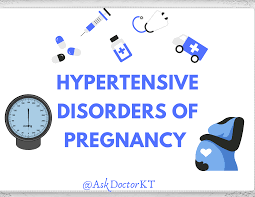 HYPERTENSIVE
DISORDERS OF
PREGNANCY
@AskDoctorKT